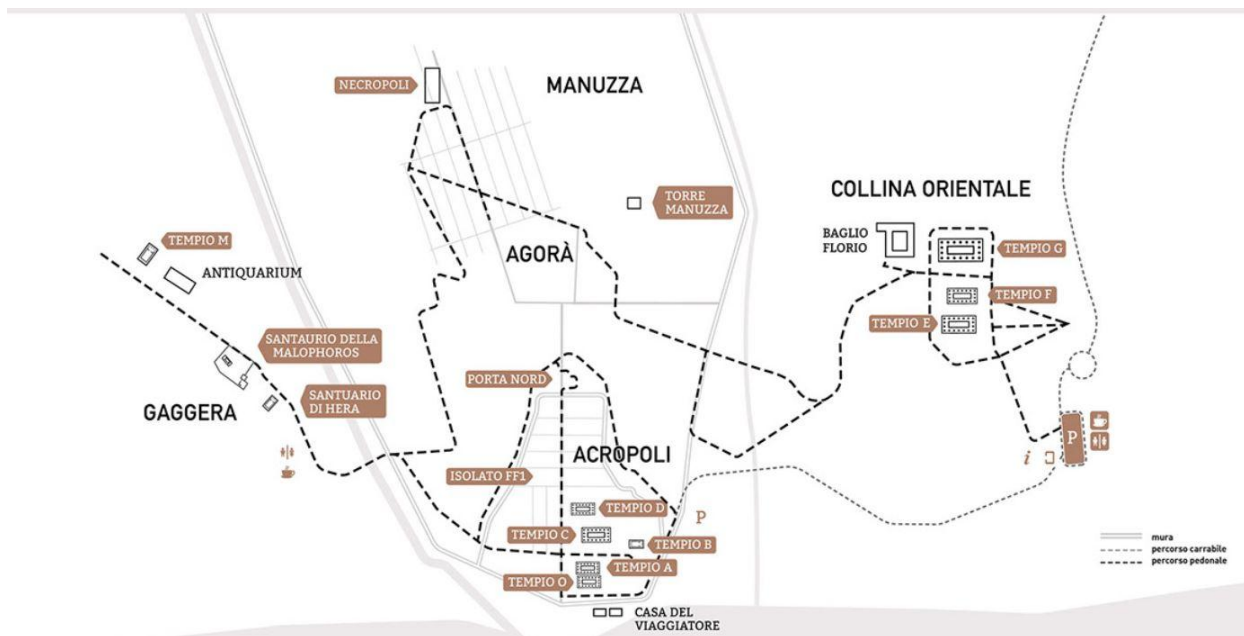 NECROPOLI
MANUZZA
COLLINA ORIENTALE
TORRE
MANUZZA
BAGLIO
FLORIO
TEMPIO G
TEMPIO M
ANTIQUARIUM
AGORÀ
TEMPIO F
TEMPIO E
SANTAURIO DELLA
MALOPHOROS
PORTA NORD
SANTUARIO
DI HERA
GAGGERA
P
i
ACROPOLI
ISOLATO FF1
TEMPIO D
P
TEMPIO C
TEMPIO B
TEMPIO A
TEMPIO O
CASA DEL
VIAGGIATORE
mura
percorso carrabile
percorso pedonale